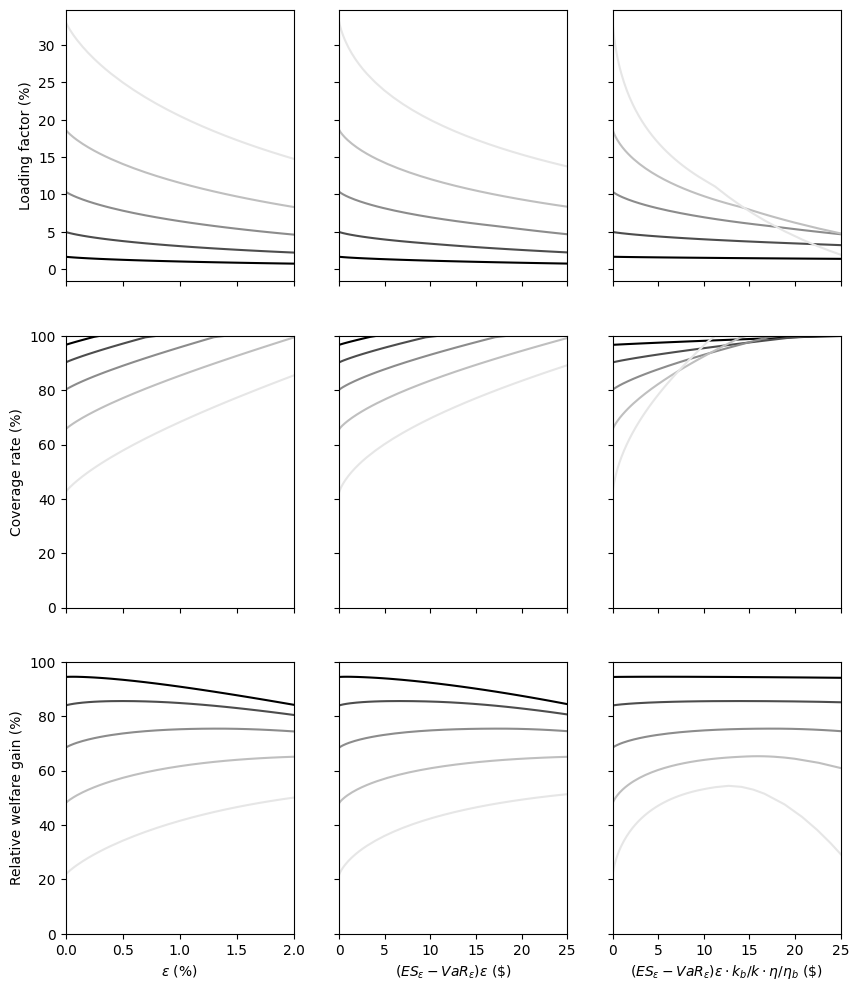 Loading factor (%)
30
25
20
15
10
5
0
Coverage rate (%)
100
80
60
40
20
0
Relative welfare gain (%)
100
80
60
40
20
0
0.0 0.5 1.0 1.5 2.0
ε (%)
0 5 10 15 20 25
(ES_ε − VaR_ε)ε ($)
0 5 10 15 20 25
(ES_ε − VaR_ε)ε · k_b/k · η/η_b ($)